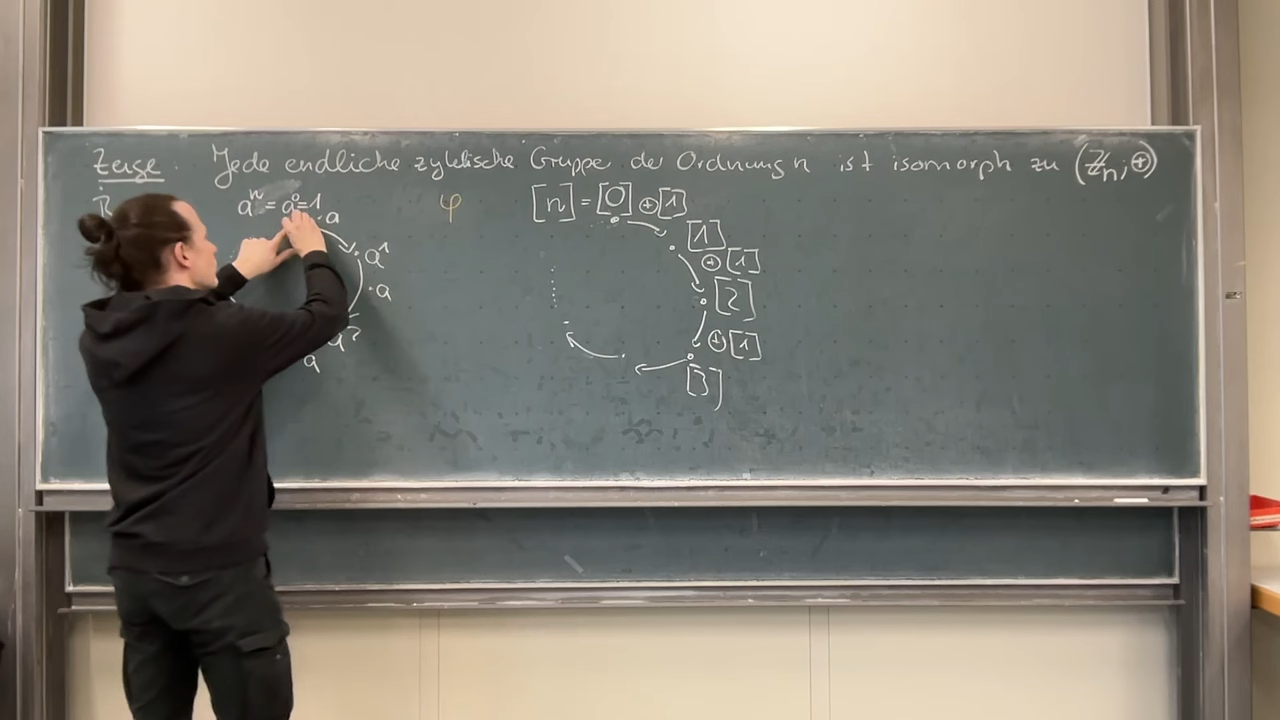 Zeige. Jede endliche zyklische Gruppe der Ordnung n ist isomorph zu (ℤn;⊕)
aⁿ = a⁰ = 1 φ [n] = [0] ⊕[1]
·a
[1]
a¹ ⊕[1]
·a [2]
a² ⊕[1]
a
[3]